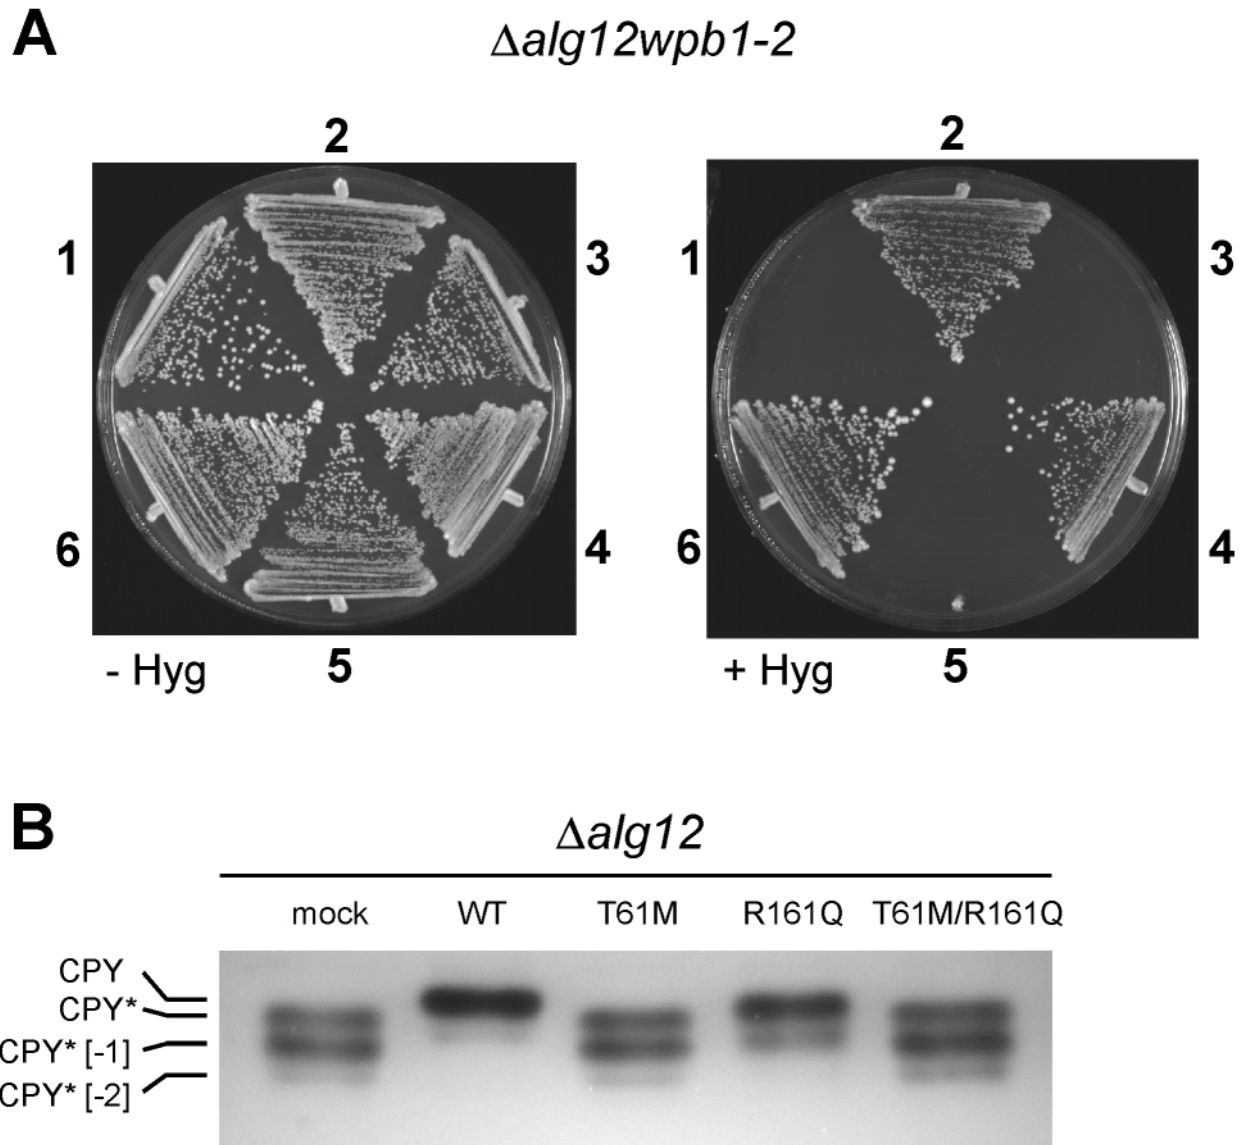 A
Δalg12wpb1-2
2
2
1
3
1
3
6
4
6
4
- Hyg
5
+ Hyg
5
B
Δalg12
mock WT T61M R161Q T61M/R161Q
CPY
CPY*
CPY* [-1]
CPY* [-2]